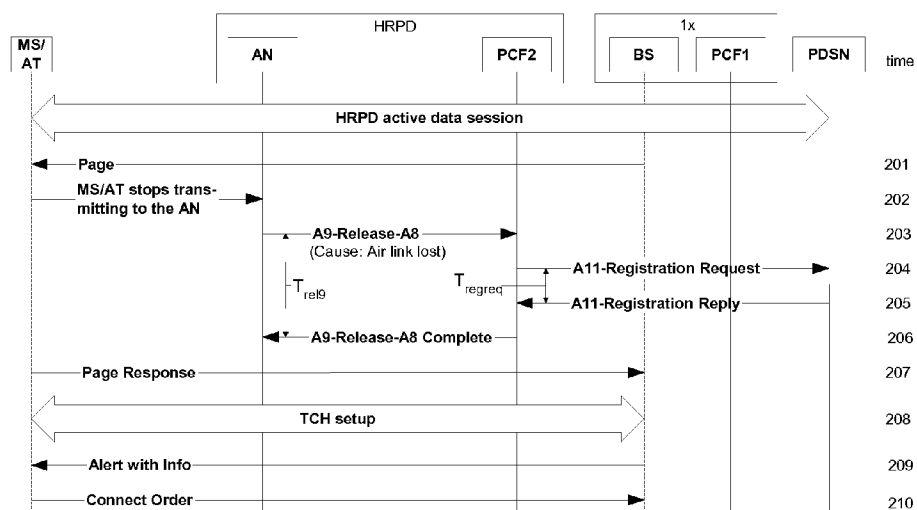 HRPD
1x
MS/
AT
AN
PCF2
BS
PCF1
PDSN
time
HRPD active data session
Page
201
MS/AT stops trans-
mitting to the AN
202
A9-Release-A8
203
(Cause: Air link lost)
A11-Registration Request
204
Trel9
Tregreq
A11-Registration Reply
205
A9-Release-A8 Complete
206
Page Response
207
TCH setup
208
Alert with Info
209
Connect Order
210